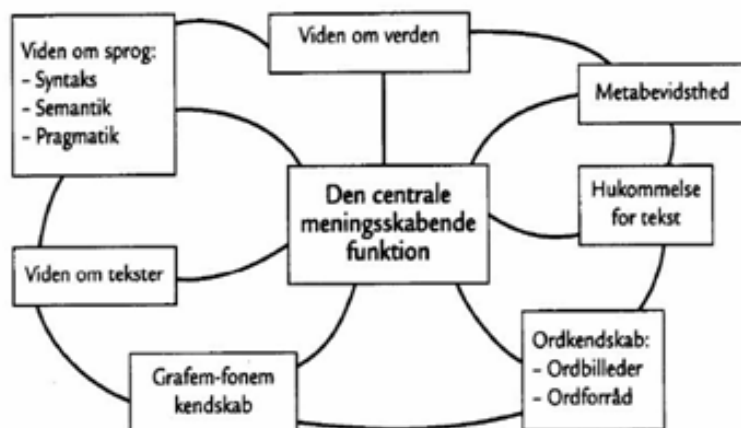 Viden om sprog:
- Syntaks
- Semantik
- Pragmatik
Viden om verden
Metabevidsthed
Den centrale
meningsskabende
funktion
Hukommelse
for tekst
Viden om tekster
Grafem-fonem
kendskab
Ordkendskab:
- Ordbilleder
- Ordforråd